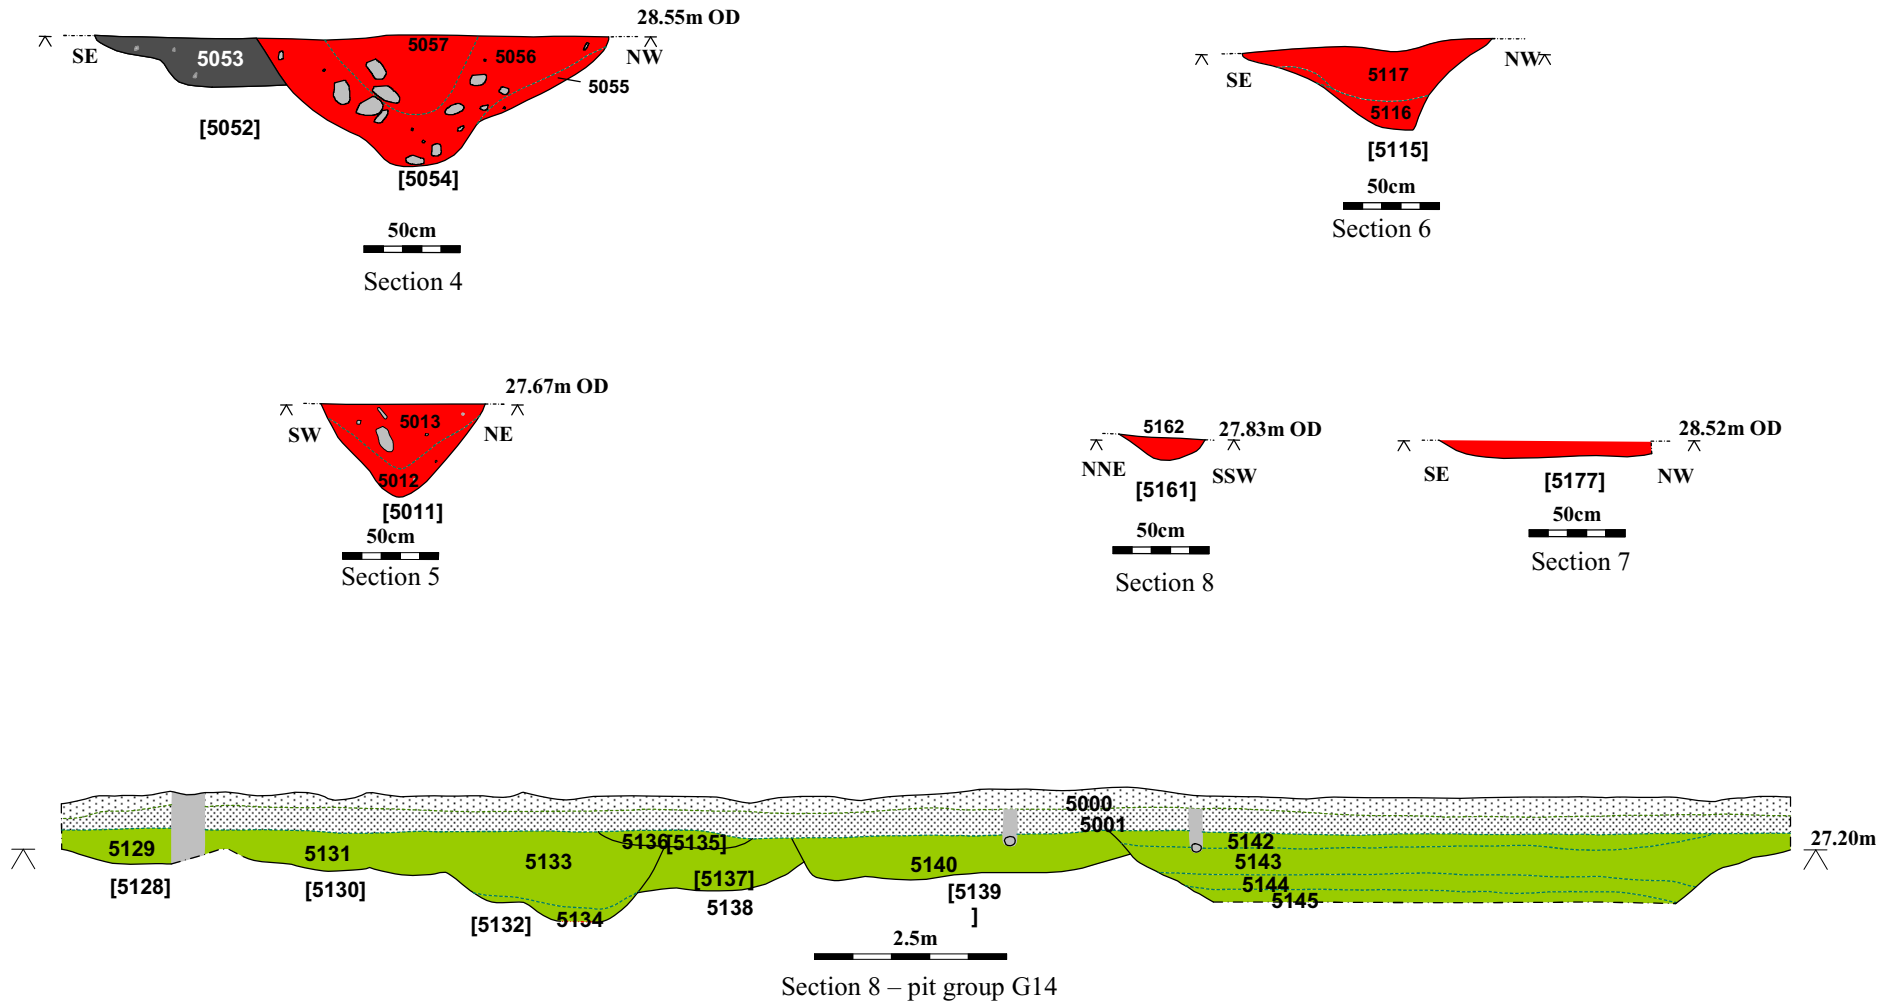 28.55m OD
SE
5053
5057
5056
NW
5055
[5052]
[5054]
50cm
Section 4
SE
NW
5117
5116
[5115]
50cm
Section 6
27.67m OD
SW
5013
NE
5012
[5011]
50cm
Section 5
5162
27.83m OD
NNE
SSW
[5161]
50cm
Section 8
28.52m OD
SE
[5177]
NW
50cm
Section 7
5000
5001
5129
5131
5133
5136
[5135]
5140
5142
5143
27.20m
[5128]
[5130]
[5137]
[5139
]
5144
5138
5145
[5132]
5134
2.5m
Section 8 – pit group G14